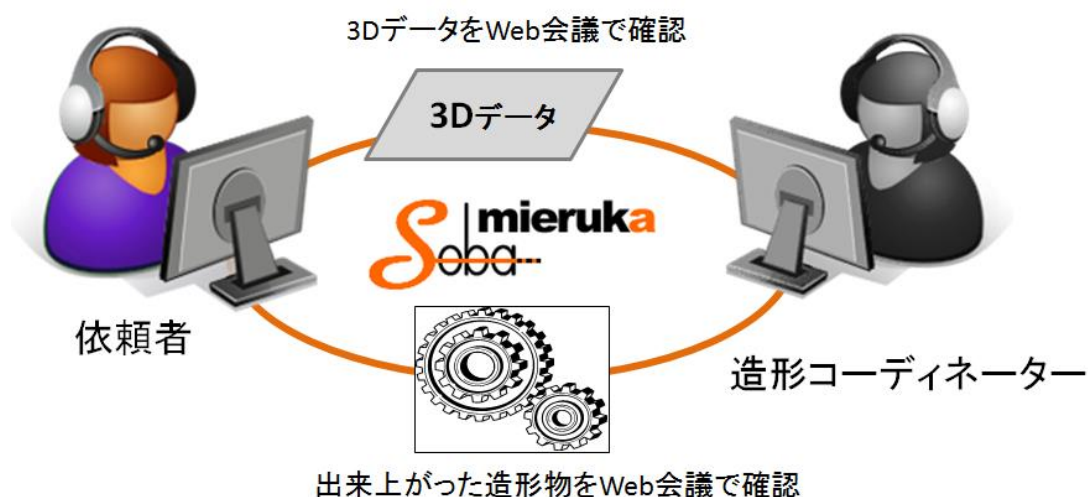 3DデータをWeb会議で確認
3Dデータ
Soba mieruka
依頼者
造形コーディネーター
出来上がった造形物をWeb会議で確認